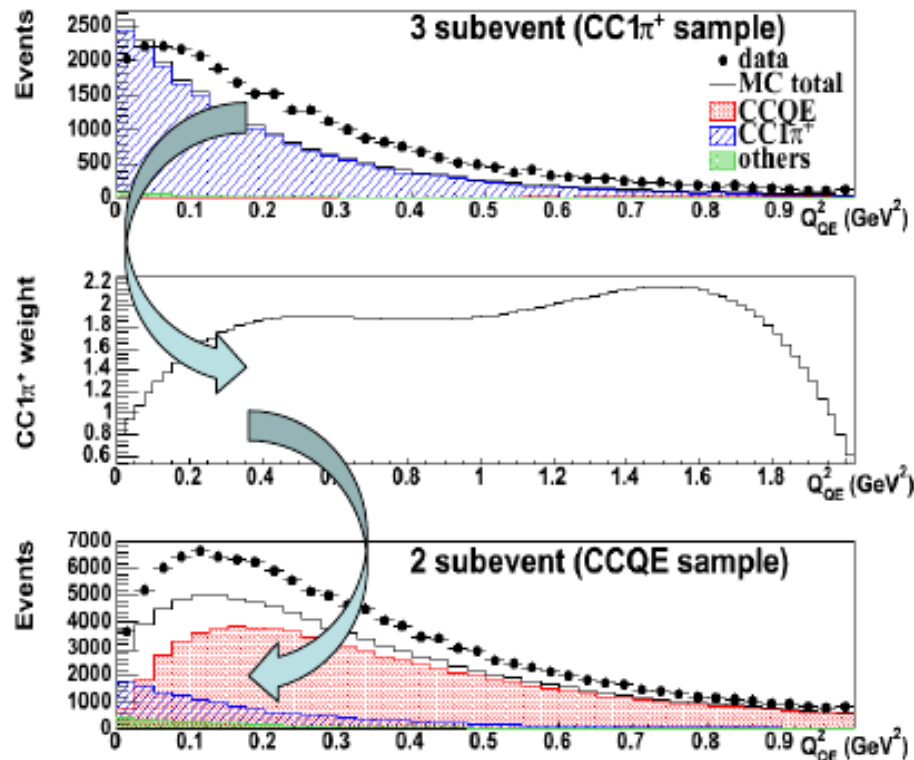 3 subevent (CC1π⁺ sample)
data
MC total
CCQE
CC1π⁺
others
Events
2500
2000
1500
1000
500
0
0 0.1 0.2 0.3 0.4 0.5 0.6 0.7 0.8 0.9
Q²QE (GeV²)
CC1π⁺ weight
2.2
2
1.8
1.6
1.4
1.2
1
0.8
0.6
0 0.2 0.4 0.6 0.8 1 1.2 1.4 1.6 1.8
Q²QE (GeV²)
2 subevent (CCQE sample)
Events
7000
6000
5000
4000
3000
2000
1000
0
0 0.1 0.2 0.3 0.4 0.5 0.6 0.7 0.8 0.9
Q²QE (GeV²)